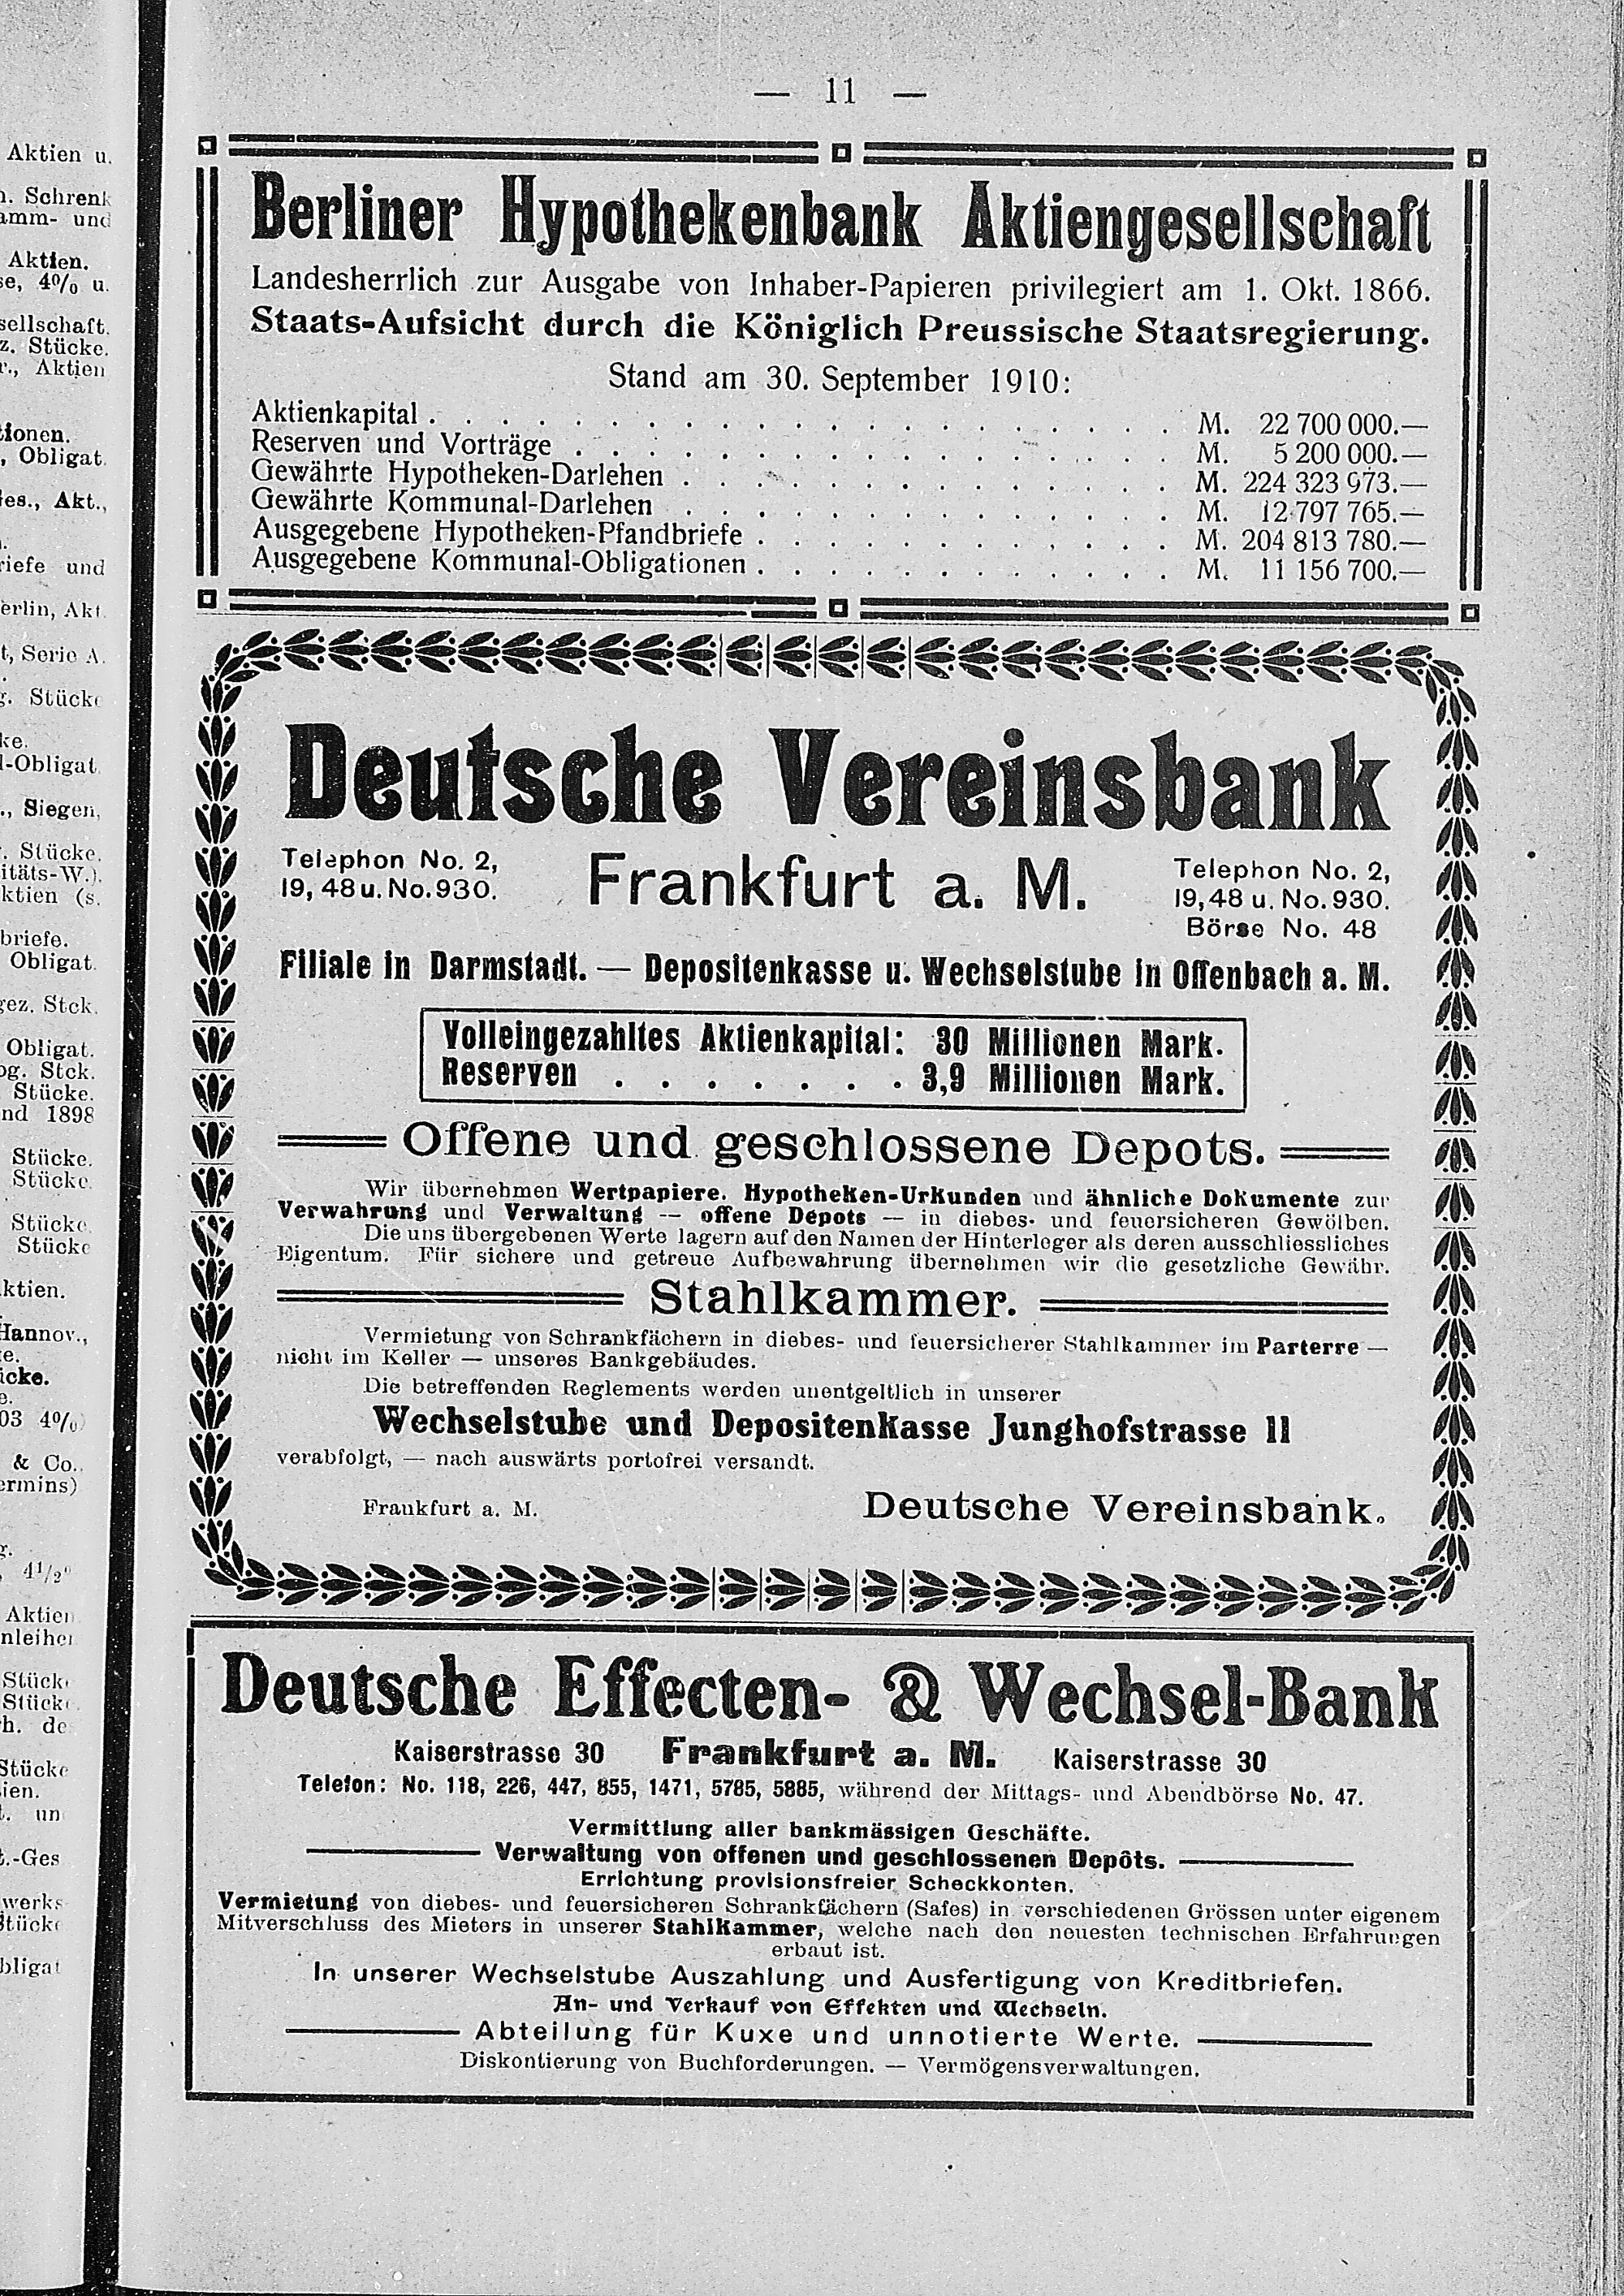 — 11 —
Berliner Hypothekenbank Aktiengesellschaft
Landesherrlich zur Ausgabe von Inhaber-Papieren privilegiert am 1. Okt. 1866.
Staats-Aufsicht durch die Königlich Preussische Staatsregierung.
Stand am 30. September 1910:
Aktienkapital . . . . . . . . . . . . . . . . . M. 22 700 000.—
Reserven und Vorträge . . . . . . . . . . . . . . M. 5 200 000.—
Gewährte Hypotheken-Darlehen . . . . . . . . . . . . M. 224 323 973.—
Gewährte Kommunal-Darlehen . . . . . . . . . . . . M. 12 797 765.—
Ausgegebene Hypotheken-Pfandbriefe . . . . . . . . . . . M. 204 813 780.—
Ausgegebene Kommunal-Obligationen . . . . . . . . . . . M. 11 156 700.—
Deutsche Vereinsbank
Telephon No. 2, Frankfurt a. M. Telephon No. 2,
19, 48 u. No. 930. 19, 48 u. No. 930.
Börse No. 48
Filiale in Darmstadt. — Depositenkasse u. Wechselstube in Offenbach a. M.
Volleingezahltes Aktienkapital: 30 Millionen Mark.
Reserven . . . . . . . 3,9 Millionen Mark.
Offene und geschlossene Depots.
Wir übernehmen Wertpapiere, Hypotheken-Urkunden und ähnliche Dokumente zur
Verwahrung und Verwaltung — offene Depots — in diebes- und feuersicheren Gewölben.
Die uns übergebenen Werte lagern auf den Namen der Hinterleger als deren ausschliessliches
Eigentum. Für sichere und getreue Aufbewahrung übernehmen wir die gesetzliche Gewähr.
Stahlkammer.
Vermietung von Schrankfächern in diebes- und feuersicherer Stahlkammer im Parterre —
nicht im Keller — unseres Bankgebäudes.
Die betreffenden Reglements werden unentgeltlich in unserer
Wechselstube und Depositenkasse Junghofstrasse 11
verabfolgt, — nach auswärts portofrei versandt.
Frankfurt a. M. Deutsche Vereinsbank.
Deutsche Effecten- & Wechsel-Bank
Kaiserstrasse 30 Frankfurt a. M. Kaiserstrasse 30
Telefon: No. 118, 226, 447, 855, 1471, 5785, 5885, während der Mittags- und Abendbörse No. 47.
Vermittlung aller bankmässigen Geschäfte.
Verwaltung von offenen und geschlossenen Depôts.
Errichtung provisionsfreier Scheckkonten.
Vermietung von diebes- und feuersicheren Schrankfächern (Safes) in verschiedenen Grössen unter eigenem
Mitverschluss des Mieters in unserer Stahlkammer, welche nach den neuesten technischen Erfahrungen
erbaut ist.
In unserer Wechselstube Auszahlung und Ausfertigung von Kreditbriefen.
An- und Verkauf von Effekten und Wechseln.
Abteilung für Kuxe und unnotierte Werte.
Diskontierung von Buchforderungen. — Vermögensverwaltungen.